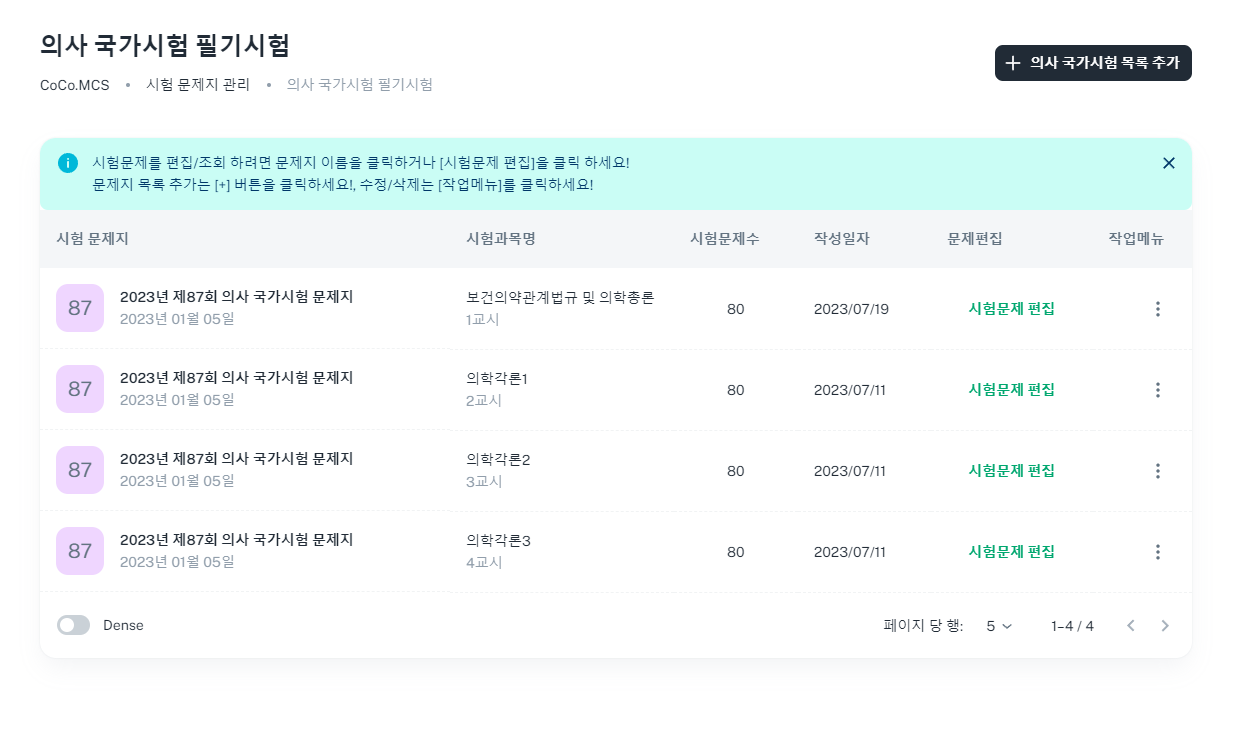 의사 국가시험 필기시험
+ 의사 국가시험 목록 추가
CoCo.MCS • 시험 문제지 관리 • 의사 국가시험 필기시험
시험문제를 편집/조회 하려면 문제지 이름을 클릭하거나 [시험문제 편집]을 클릭 하세요!
문제지 목록 추가는 [+] 버튼을 클릭하세요!, 수정/삭제는 [작업메뉴]를 클릭하세요!
시험 문제지 시험과목명 시험문제수 작성일자 문제편집 작업메뉴
87 2023년 제87회 의사 국가시험 문제지 보건의약관계법규 및 의학총론 80 2023/07/19 시험문제 편집
2023년 01월 05일 1교시
87 2023년 제87회 의사 국가시험 문제지 의학각론1 80 2023/07/11 시험문제 편집
2023년 01월 05일 2교시
87 2023년 제87회 의사 국가시험 문제지 의학각론2 80 2023/07/11 시험문제 편집
2023년 01월 05일 3교시
87 2023년 제87회 의사 국가시험 문제지 의학각론3 80 2023/07/11 시험문제 편집
2023년 01월 05일 4교시
Dense 페이지 당 행: 5 1–4 / 4